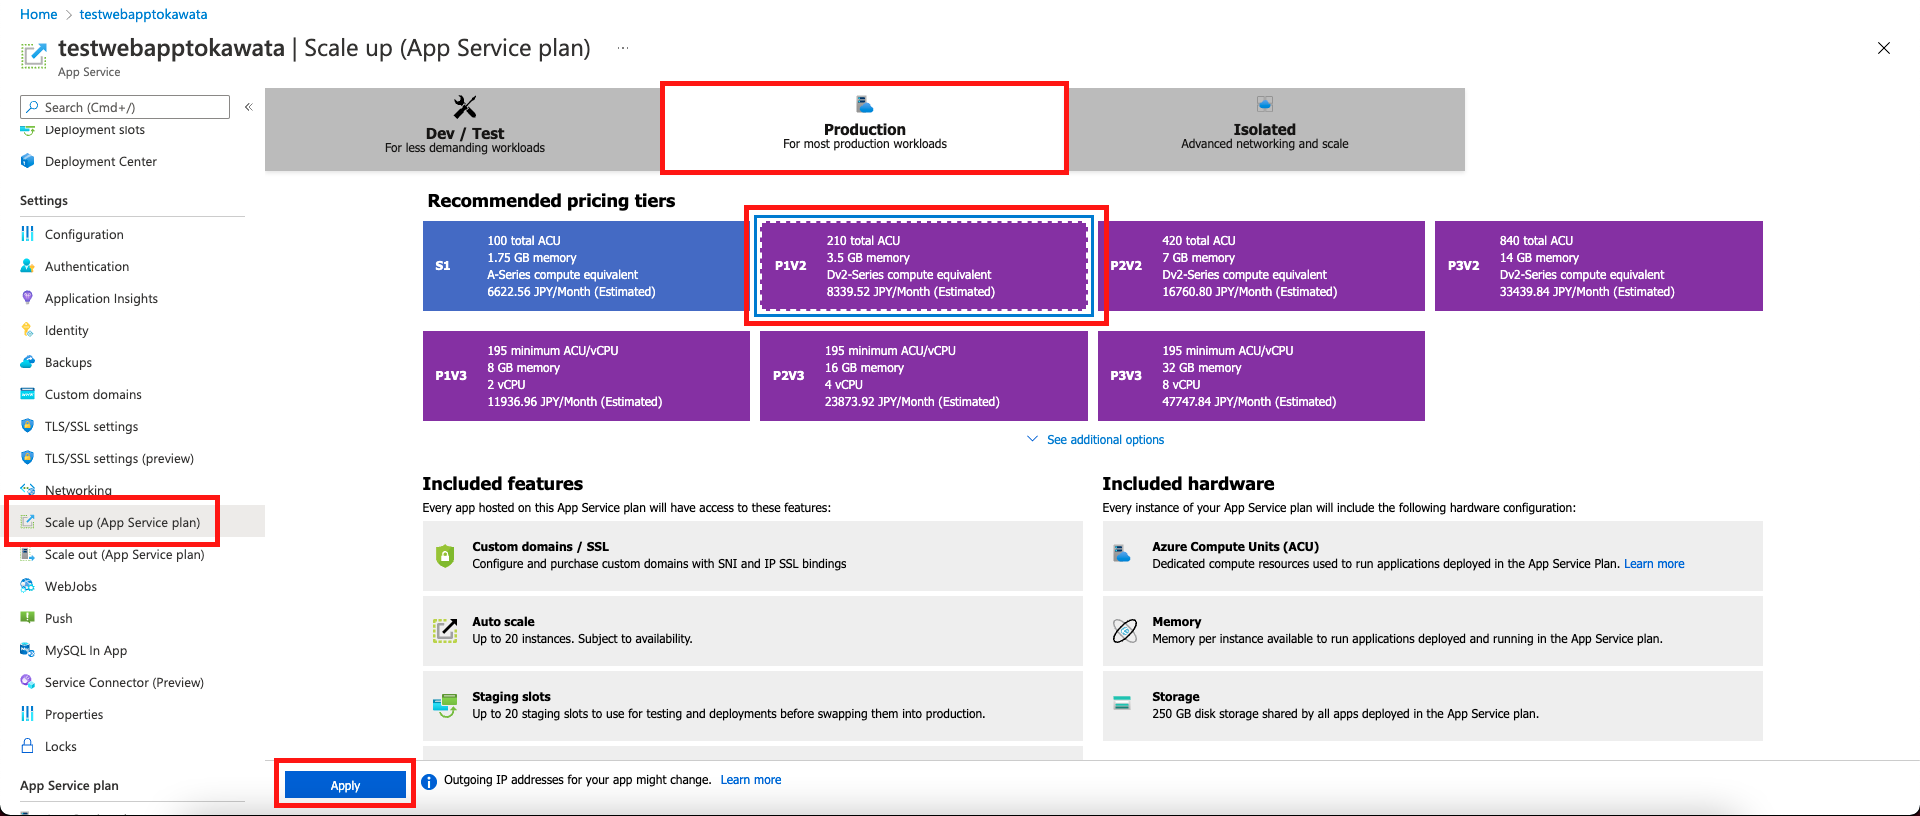 Home > testwebapptokawata
testwebapptokawata | Scale up (App Service plan) ...
App Service
Search (Cmd+/)
«
Deployment slots
Deployment Center
Settings
Configuration
Authentication
Application Insights
Identity
Backups
Custom domains
TLS/SSL settings
TLS/SSL settings (preview)
Networking
Scale up (App Service plan)
Scale out (App Service plan)
WebJobs
Push
MySQL In App
Service Connector (Preview)
Properties
Locks
App Service plan
Dev / Test
For less demanding workloads
Production
For most production workloads
Isolated
Advanced networking and scale
Recommended pricing tiers
S1
100 total ACU
1.75 GB memory
A-Series compute equivalent
6622.56 JPY/Month (Estimated)
P1V2
210 total ACU
3.5 GB memory
Dv2-Series compute equivalent
8339.52 JPY/Month (Estimated)
P2V2
420 total ACU
7 GB memory
Dv2-Series compute equivalent
16760.80 JPY/Month (Estimated)
P3V2
840 total ACU
14 GB memory
Dv2-Series compute equivalent
33439.84 JPY/Month (Estimated)
P1V3
195 minimum ACU/vCPU
8 GB memory
2 vCPU
11936.96 JPY/Month (Estimated)
P2V3
195 minimum ACU/vCPU
16 GB memory
4 vCPU
23873.92 JPY/Month (Estimated)
P3V3
195 minimum ACU/vCPU
32 GB memory
8 vCPU
47747.84 JPY/Month (Estimated)
See additional options
Included features
Every app hosted on this App Service plan will have access to these features:
Custom domains / SSL
Configure and purchase custom domains with SNI and IP SSL bindings
Auto scale
Up to 20 instances. Subject to availability.
Staging slots
Up to 20 staging slots to use for testing and deployments before swapping them into production.
Included hardware
Every instance of your App Service plan will include the following hardware configuration:
Azure Compute Units (ACU)
Dedicated compute resources used to run applications deployed in the App Service Plan. Learn more
Memory
Memory per instance available to run applications deployed and running in the App Service plan.
Storage
250 GB disk storage shared by all apps deployed in the App Service plan.
Apply
Outgoing IP addresses for your app might change. Learn more